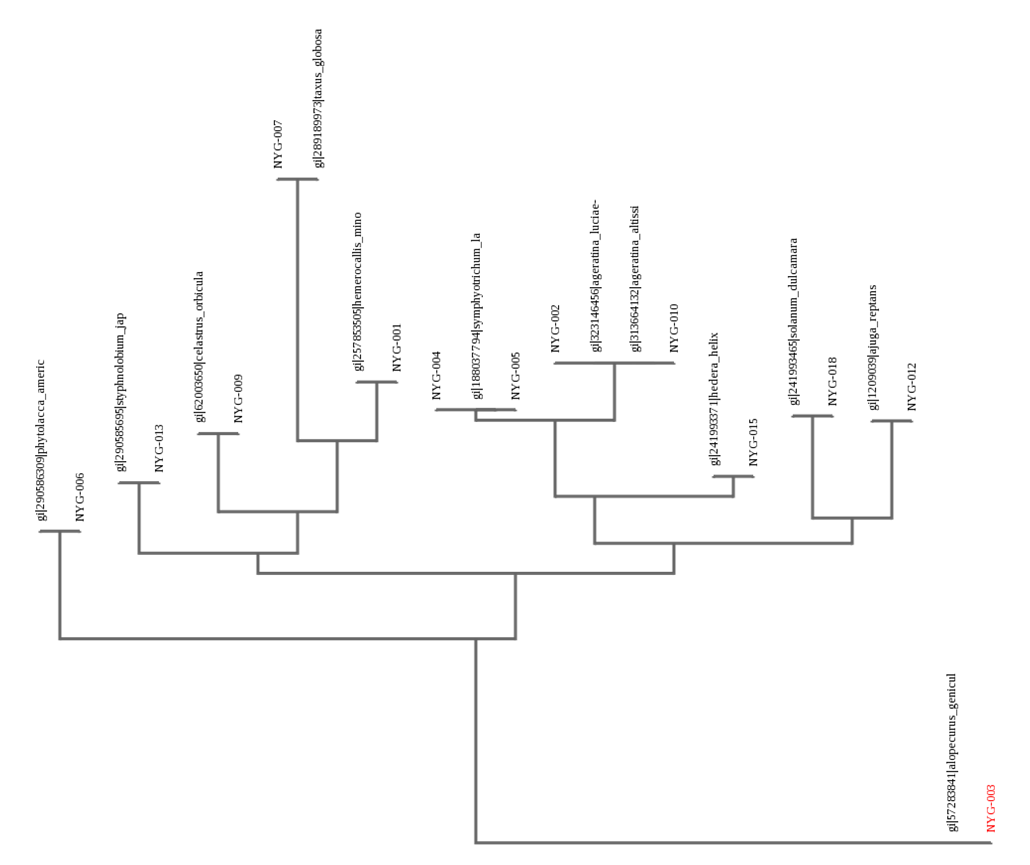 gi|290586309|phytolacca_americ
NYG-006
gi|290585695|styphnolobium_jap
NYG-013
gi|62003650|celastrus_orbicula
NYG-009
NYG-007
gi|289189973|taxus_globosa
gi|257853505|hemerocallis_mino
NYG-001
NYG-004
gi|188037794|symphyotrichum_la
NYG-005
NYG-002
gi|323146456|ageratina_luciae-
gi|313664132|ageratina_altissi
NYG-010
gi|241993371|hedera_helix
NYG-015
gi|241993465|solanum_dulcamara
NYG-018
gi|1209039|ajuga_reptans
NYG-012
gi|57283841|alopecurus_genicul
NYG-003